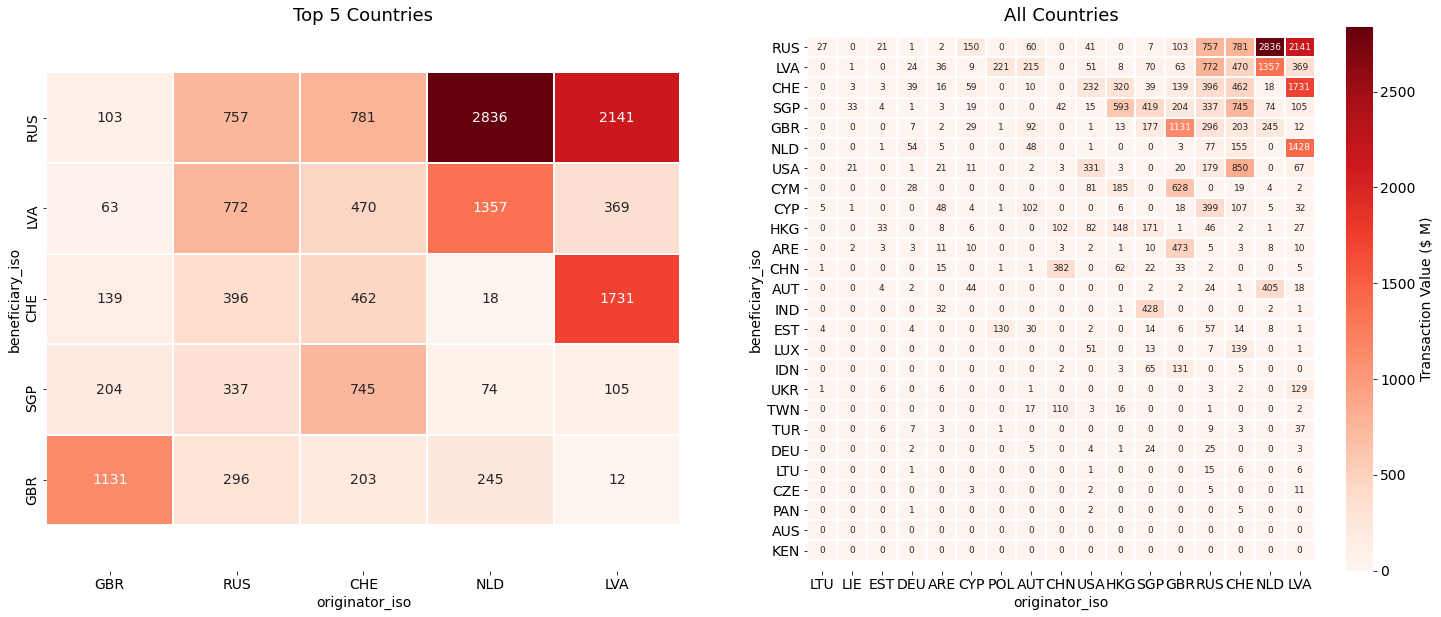 Top 5 Countries
beneficiary_iso
RUS 103 757 781 2836 2141
LVA 63 772 470 1357 369
CHE 139 396 462 18 1731
SGP 204 337 745 74 105
GBR 1131 296 203 245 12
GBR RUS CHE NLD LVA
originator_iso
All Countries
beneficiary_iso
RUS 27 0 21 1 2 150 0 60 0 41 0 7 103 757 781 2836 2141
LVA 0 1 0 24 36 9 221 215 0 51 8 70 63 772 470 1357 369
CHE 0 3 3 39 16 59 0 10 0 232 320 39 139 396 462 18 1731
SGP 0 33 4 1 3 19 0 0 42 15 593 419 204 337 745 74 105
GBR 0 0 0 7 2 29 1 92 0 1 13 177 1131 296 203 245 12
NLD 0 0 1 54 5 0 0 48 0 1 0 0 3 77 155 0 1428
USA 0 21 0 1 21 11 0 2 3 331 3 0 20 179 850 0 67
CYM 0 0 0 28 0 0 0 0 0 81 185 0 628 0 19 4 2
CYP 5 1 0 0 48 4 1 102 0 0 6 0 18 399 107 5 32
HKG 0 0 33 0 8 6 0 0 102 82 148 171 1 46 2 1 27
ARE 0 2 3 3 11 10 0 0 3 2 1 10 473 5 3 8 10
CHN 1 0 0 0 15 0 1 1 382 0 62 22 33 2 0 0 5
AUT 0 0 4 2 0 44 0 0 0 0 0 2 2 24 1 405 18
IND 0 0 0 0 32 0 0 0 0 0 1 428 0 0 0 2 1
EST 4 0 0 4 0 0 130 30 0 2 0 14 6 57 14 8 1
LUX 0 0 0 0 0 0 0 0 0 51 0 13 0 7 139 0 1
IDN 0 0 0 0 0 0 0 0 2 0 3 65 131 0 5 0 0
UKR 1 0 6 0 6 0 0 1 0 0 0 0 0 3 2 0 129
TWN 0 0 0 0 0 0 0 17 110 3 16 0 0 1 0 0 2
TUR 0 0 6 7 3 0 1 0 0 0 0 0 0 9 3 0 37
DEU 0 0 0 2 0 0 0 5 0 4 1 24 0 25 0 0 3
LTU 0 0 0 1 0 0 0 0 0 1 0 0 0 15 6 0 6
CZE 0 0 0 0 0 3 0 0 0 2 0 0 0 5 0 0 11
PAN 0 0 0 1 0 0 0 0 0 2 0 0 0 0 5 0 0
AUS 0 0 0 0 0 0 0 0 0 0 0 0 0 0 0 0 0
KEN 0 0 0 0 0 0 0 0 0 0 0 0 0 0 0 0 0
LTU LIE EST DEU ARE CYP POL AUT CHN USA HKG SGP GBR RUS CHE NLD LVA
originator_iso
2500
2000
1500
1000
500
0
Transaction Value ($ M)